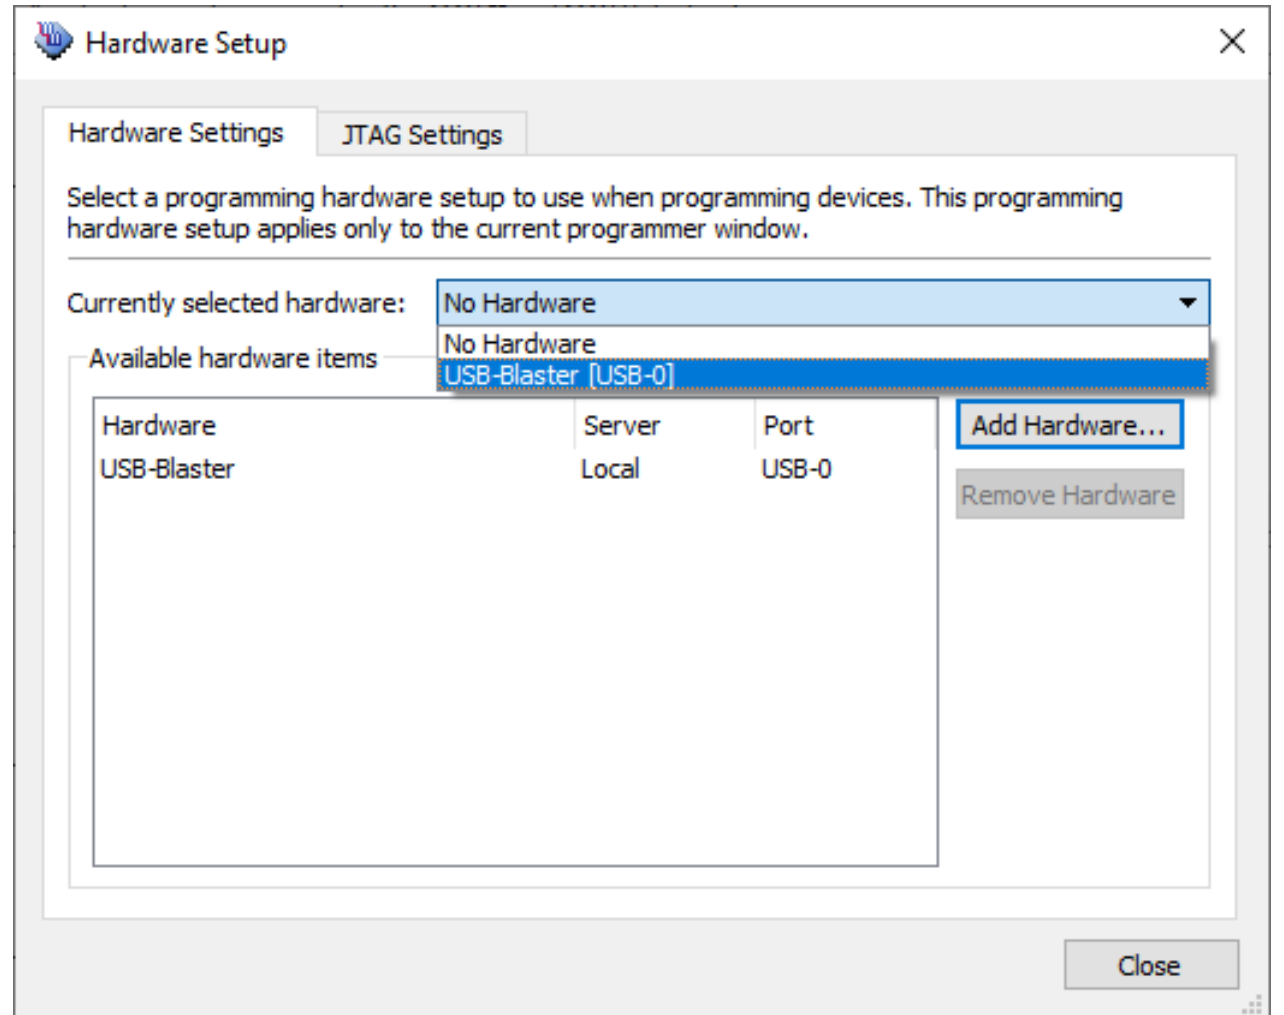 Hardware Setup
Hardware Settings
JTAG Settings
Select a programming hardware setup to use when programming devices. This programming
hardware setup applies only to the current programmer window.
Currently selected hardware:
No Hardware
No Hardware
USB-Blaster [USB-0]
Available hardware items
Hardware Server Port
USB-Blaster Local USB-0
Add Hardware...
Remove Hardware
Close